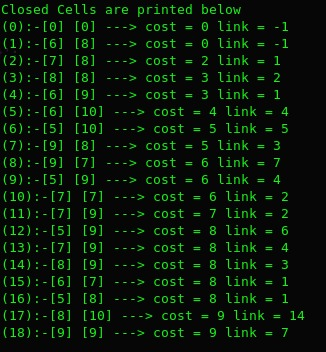 Closed Cells are printed below
(0):-[0] [0] ---> cost = 0 link = -1
(1):-[6] [8] ---> cost = 0 link = -1
(2):-[7] [8] ---> cost = 2 link = 1
(3):-[8] [8] ---> cost = 3 link = 2
(4):-[6] [9] ---> cost = 3 link = 1
(5):-[6] [10] ---> cost = 4 link = 4
(6):-[5] [10] ---> cost = 5 link = 5
(7):-[9] [8] ---> cost = 5 link = 3
(8):-[9] [7] ---> cost = 6 link = 7
(9):-[5] [9] ---> cost = 6 link = 4
(10):-[7] [7] ---> cost = 6 link = 2
(11):-[7] [9] ---> cost = 7 link = 2
(12):-[5] [9] ---> cost = 8 link = 6
(13):-[7] [9] ---> cost = 8 link = 4
(14):-[8] [9] ---> cost = 8 link = 3
(15):-[6] [7] ---> cost = 8 link = 1
(16):-[5] [8] ---> cost = 8 link = 1
(17):-[8] [10] ---> cost = 9 link = 14
(18):-[9] [9] ---> cost = 9 link = 7